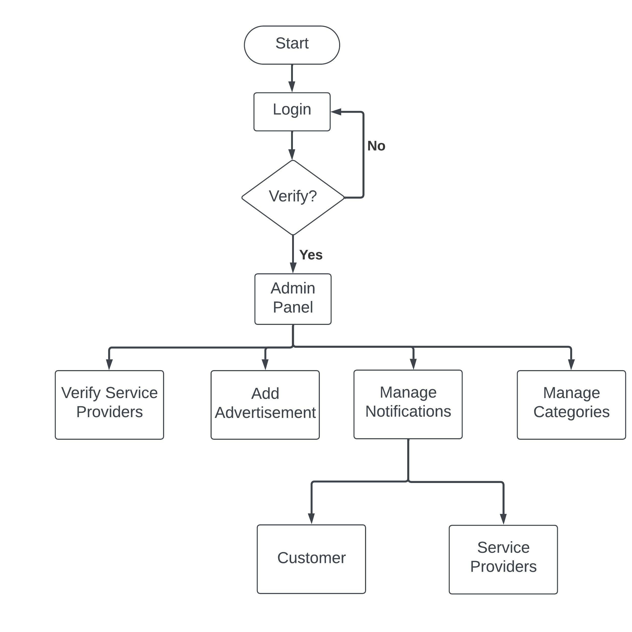 Start
Login
No
Verify?
Yes
Admin
Panel
Verify Service
Providers
Add
Advertisement
Manage
Notifications
Manage
Categories
Customer
Service
Providers